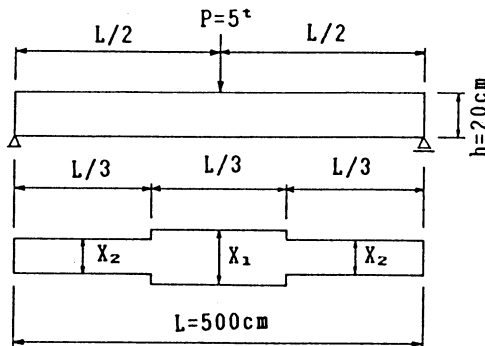 P=5ᵗ
L/2 L/2
h=20cm
L/3 L/3 L/3
X₂ X₁ X₂
L=500cm